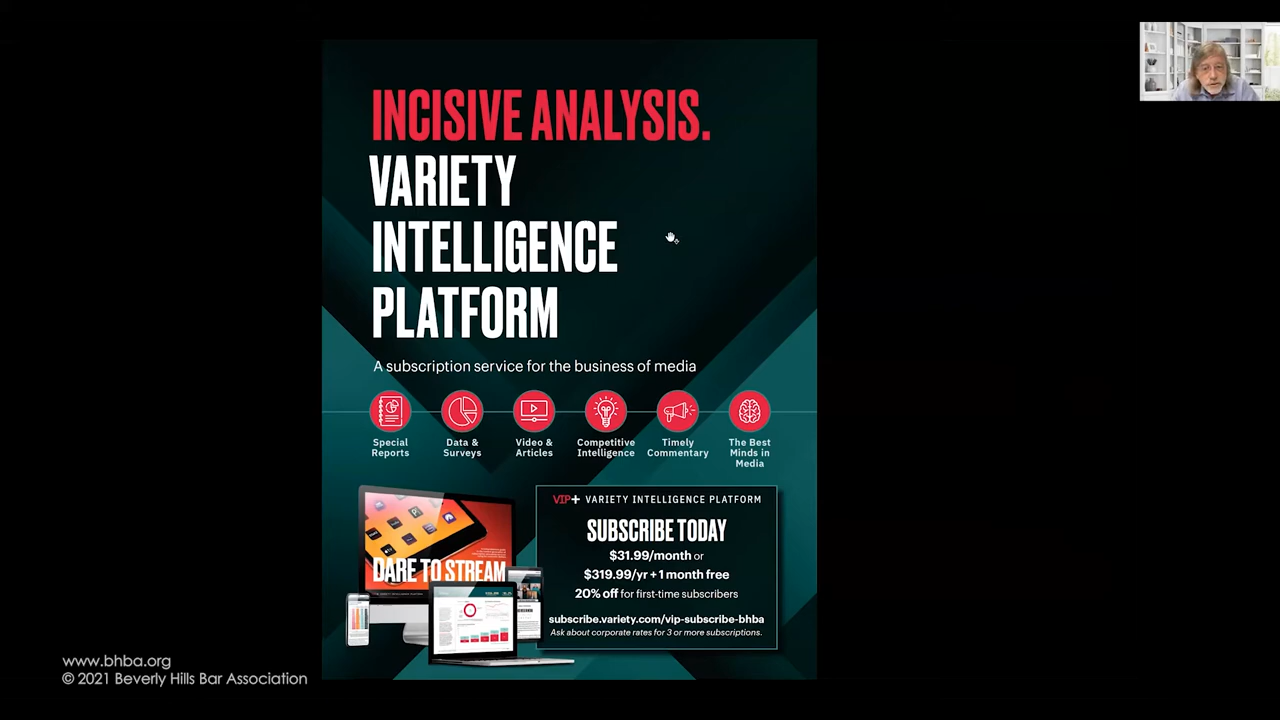 INCISIVE ANALYSIS.
VARIETY
INTELLIGENCE
PLATFORM
A subscription service for the business of media
Special
Reports
Data &
Surveys
Video &
Articles
Competitive
Intelligence
Timely
Commentary
The Best
Minds in
Media
DARE TO STREAM
VIP+ VARIETY INTELLIGENCE PLATFORM
SUBSCRIBE TODAY
$31.99/month or
$319.99/yr + 1 month free
20% off for first-time subscribers
subscribe.variety.com/vip-subscribe-bhba
Ask about corporate rates for 3 or more subscriptions.
www.bhba.org
© 2021 Beverly Hills Bar Association